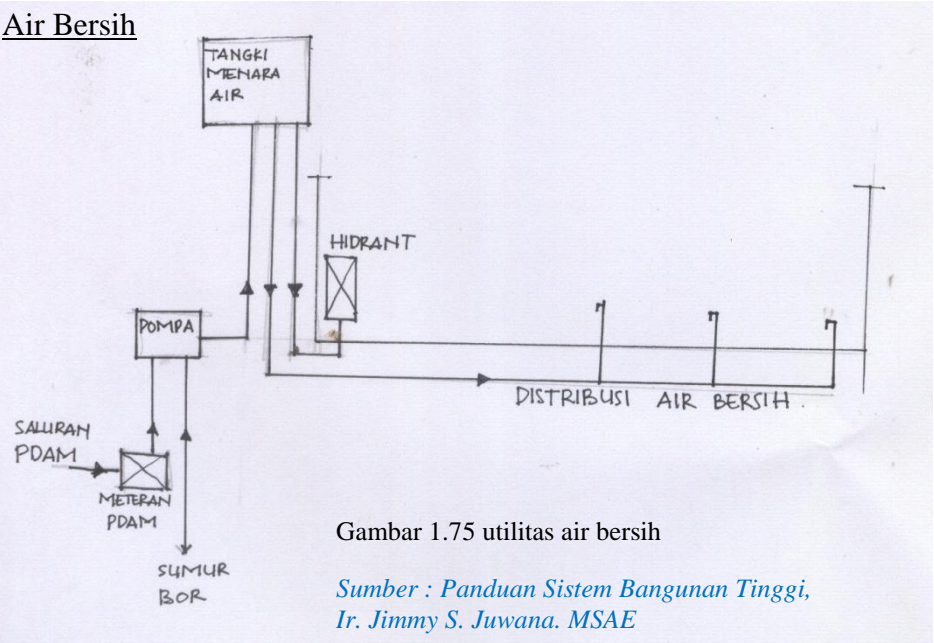 Air Bersih
TANGKI
MENARA
AIR
HIDRANT
POMPA
DISTRIBUSI AIR BERSIH.
SALURAN
PDAM
METERAN
PDAM
SUMUR
BOR
Gambar 1.75 utilitas air bersih
Sumber : Panduan Sistem Bangunan Tinggi,
Ir. Jimmy S. Juwana. MSAE